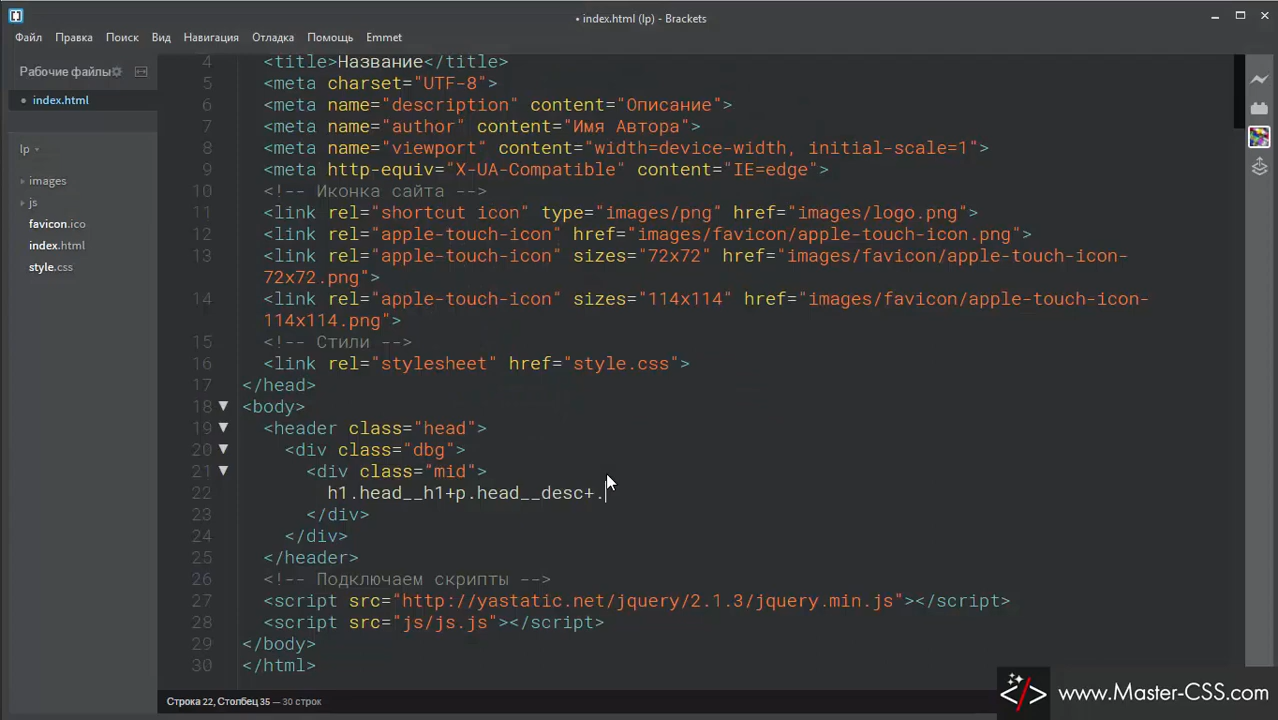 • index.html (lp) - Brackets
Файл Правка Поиск Вид Навигация Отладка Помощь Emmet
Рабочие файлы
• index.html
lp
images
js
favicon.ico
index.html
style.css
4 <title>Название</title>
5 <meta charset="UTF-8">
6 <meta name="description" content="Описание">
7 <meta name="author" content="Имя Автора">
8 <meta name="viewport" content="width=device-width, initial-scale=1">
9 <meta http-equiv="X-UA-Compatible" content="IE=edge">
10 <!-- Иконка сайта -->
11 <link rel="shortcut icon" type="images/png" href="images/logo.png">
12 <link rel="apple-touch-icon" href="images/favicon/apple-touch-icon.png">
13 <link rel="apple-touch-icon" sizes="72x72" href="images/favicon/apple-touch-icon-
72x72.png">
14 <link rel="apple-touch-icon" sizes="114x114" href="images/favicon/apple-touch-icon-
114x114.png">
15 <!-- Стили -->
16 <link rel="stylesheet" href="style.css">
17 </head>
18 <body>
19 <header class="head">
20 <div class="dbg">
21 <div class="mid">
22 h1.head__h1+p.head__desc+.
23 </div>
24 </div>
25 </header>
26 <!-- Подключаем скрипты -->
27 <script src="http://yastatic.net/jquery/2.1.3/jquery.min.js"></script>
28 <script src="js/js.js"></script>
29 </body>
30 </html>
Строка 22, Столбец 35 — 30 строк
</> www.Master-CSS.com